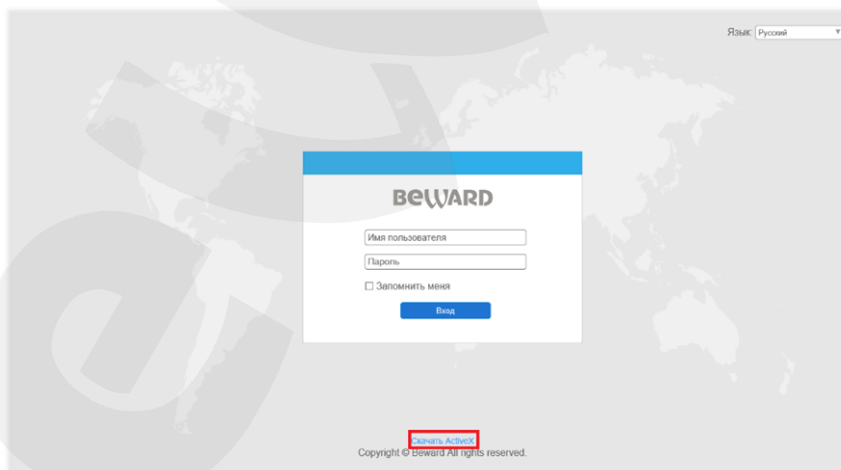 Язык: Русский
BEWARD
Имя пользователя
Пароль
Запомнить меня
Вход
Скачать ActiveX
Copyright © Beward All rights reserved.